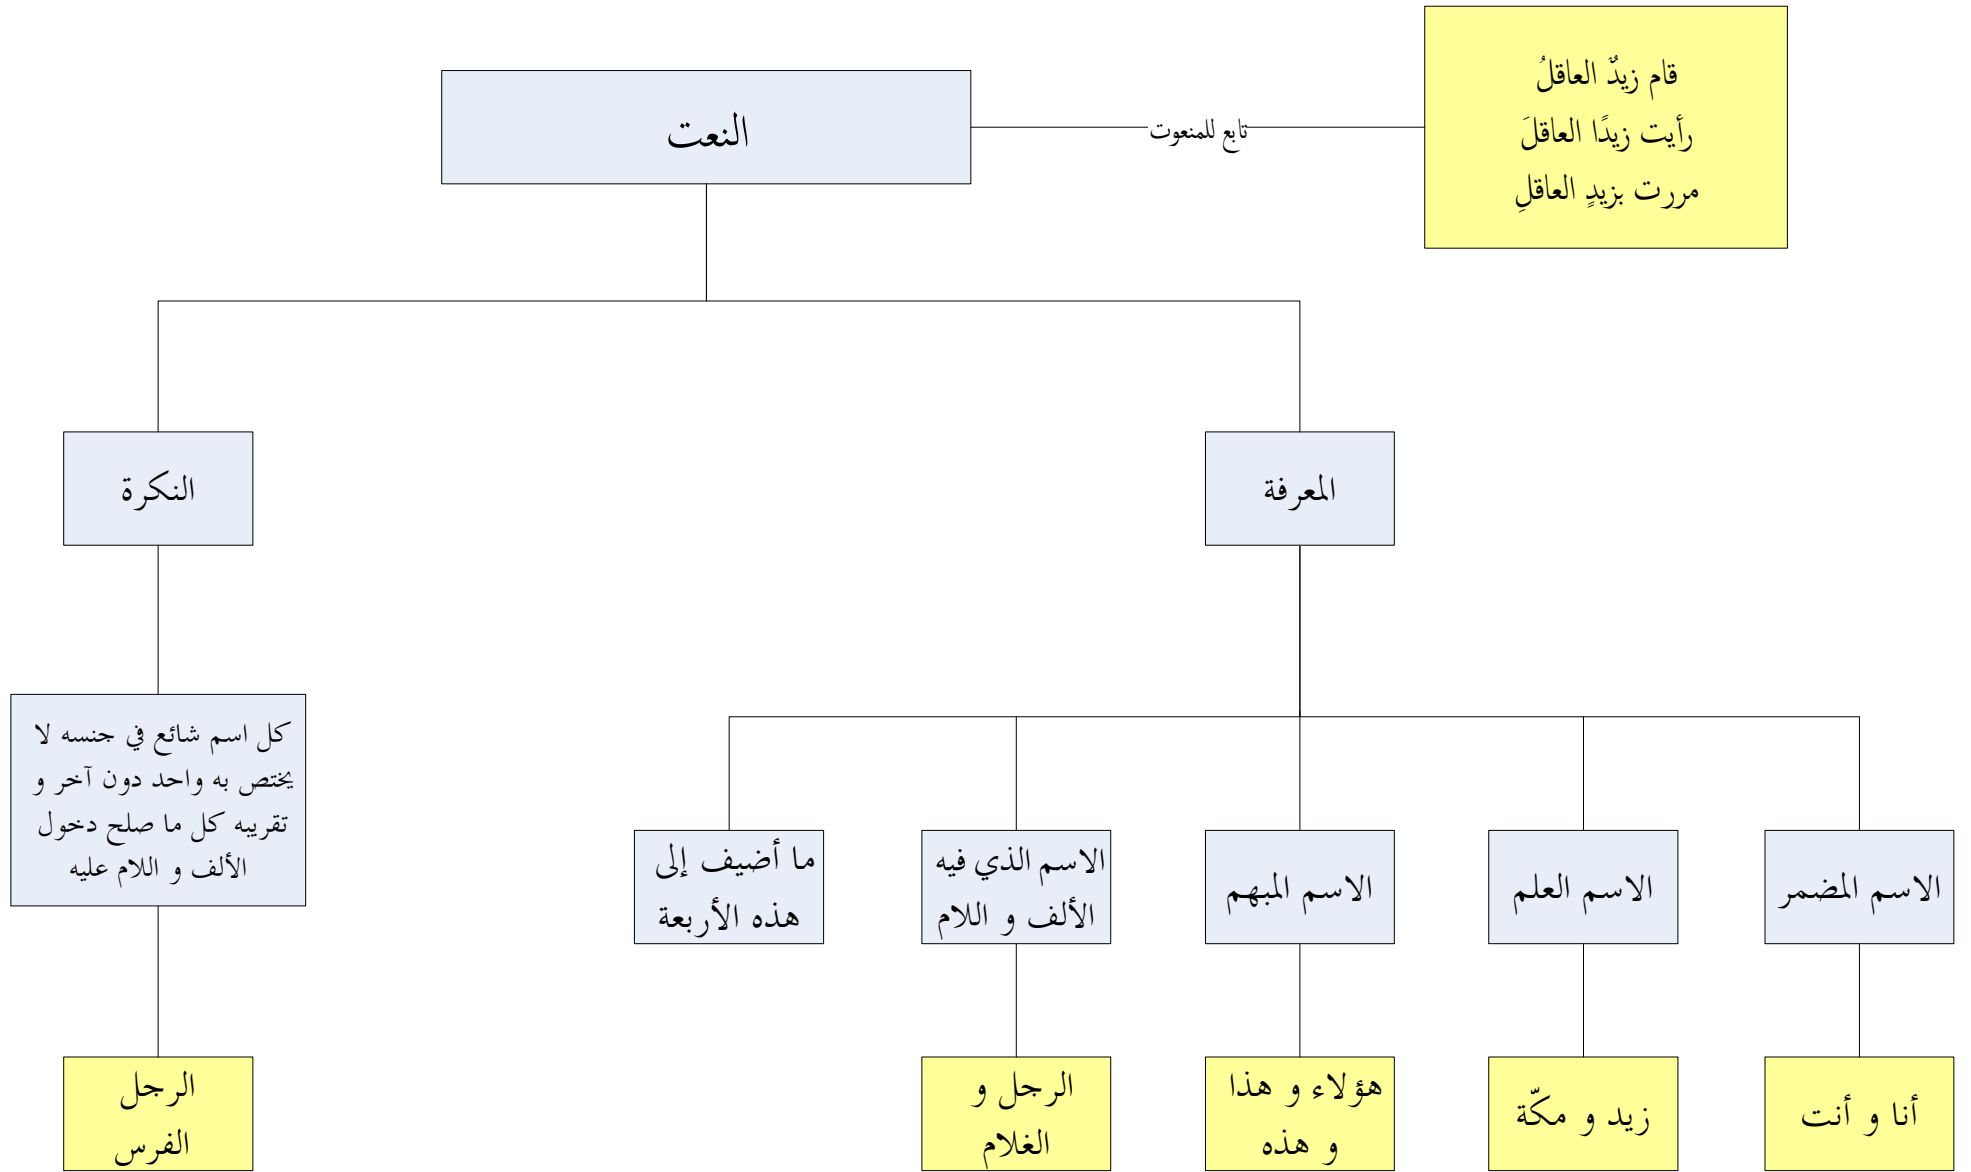 قام زيدٌ العاقلُ
رأيت زيدًا العاقلَ
مررت بزيدٍ العاقلِ
تابع للمنعوت
النعت
المعرفة
النكرة
الاسم المضمر
الاسم العلم
الاسم المبهم
الاسم الذي فيه
الألف و اللام
ما أضيف إلى
هذه الأربعة
كل اسم شائع في جنسه لا
يختص به واحد دون آخر و
تقريبه كل ما صلح دخول
الألف و اللام عليه
أنا و أنت
زيد و مكّة
هؤلاء و هذا
و هذه
الرجل و
الغلام
الرجل
الفرس